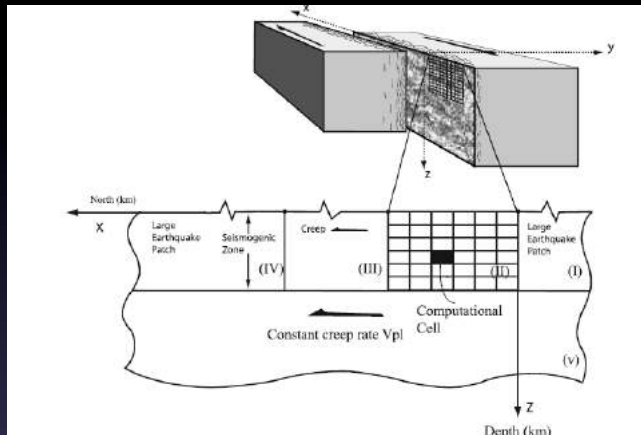 x
y
z
North (km)
X
Large
Earthquake
Patch
Seismogenic
Zone
(IV)
Creep
(III)
(II)
Large
Earthquake
Patch
(I)
Computational
Cell
Constant creep rate Vpl
(v)
Z
Depth (km)